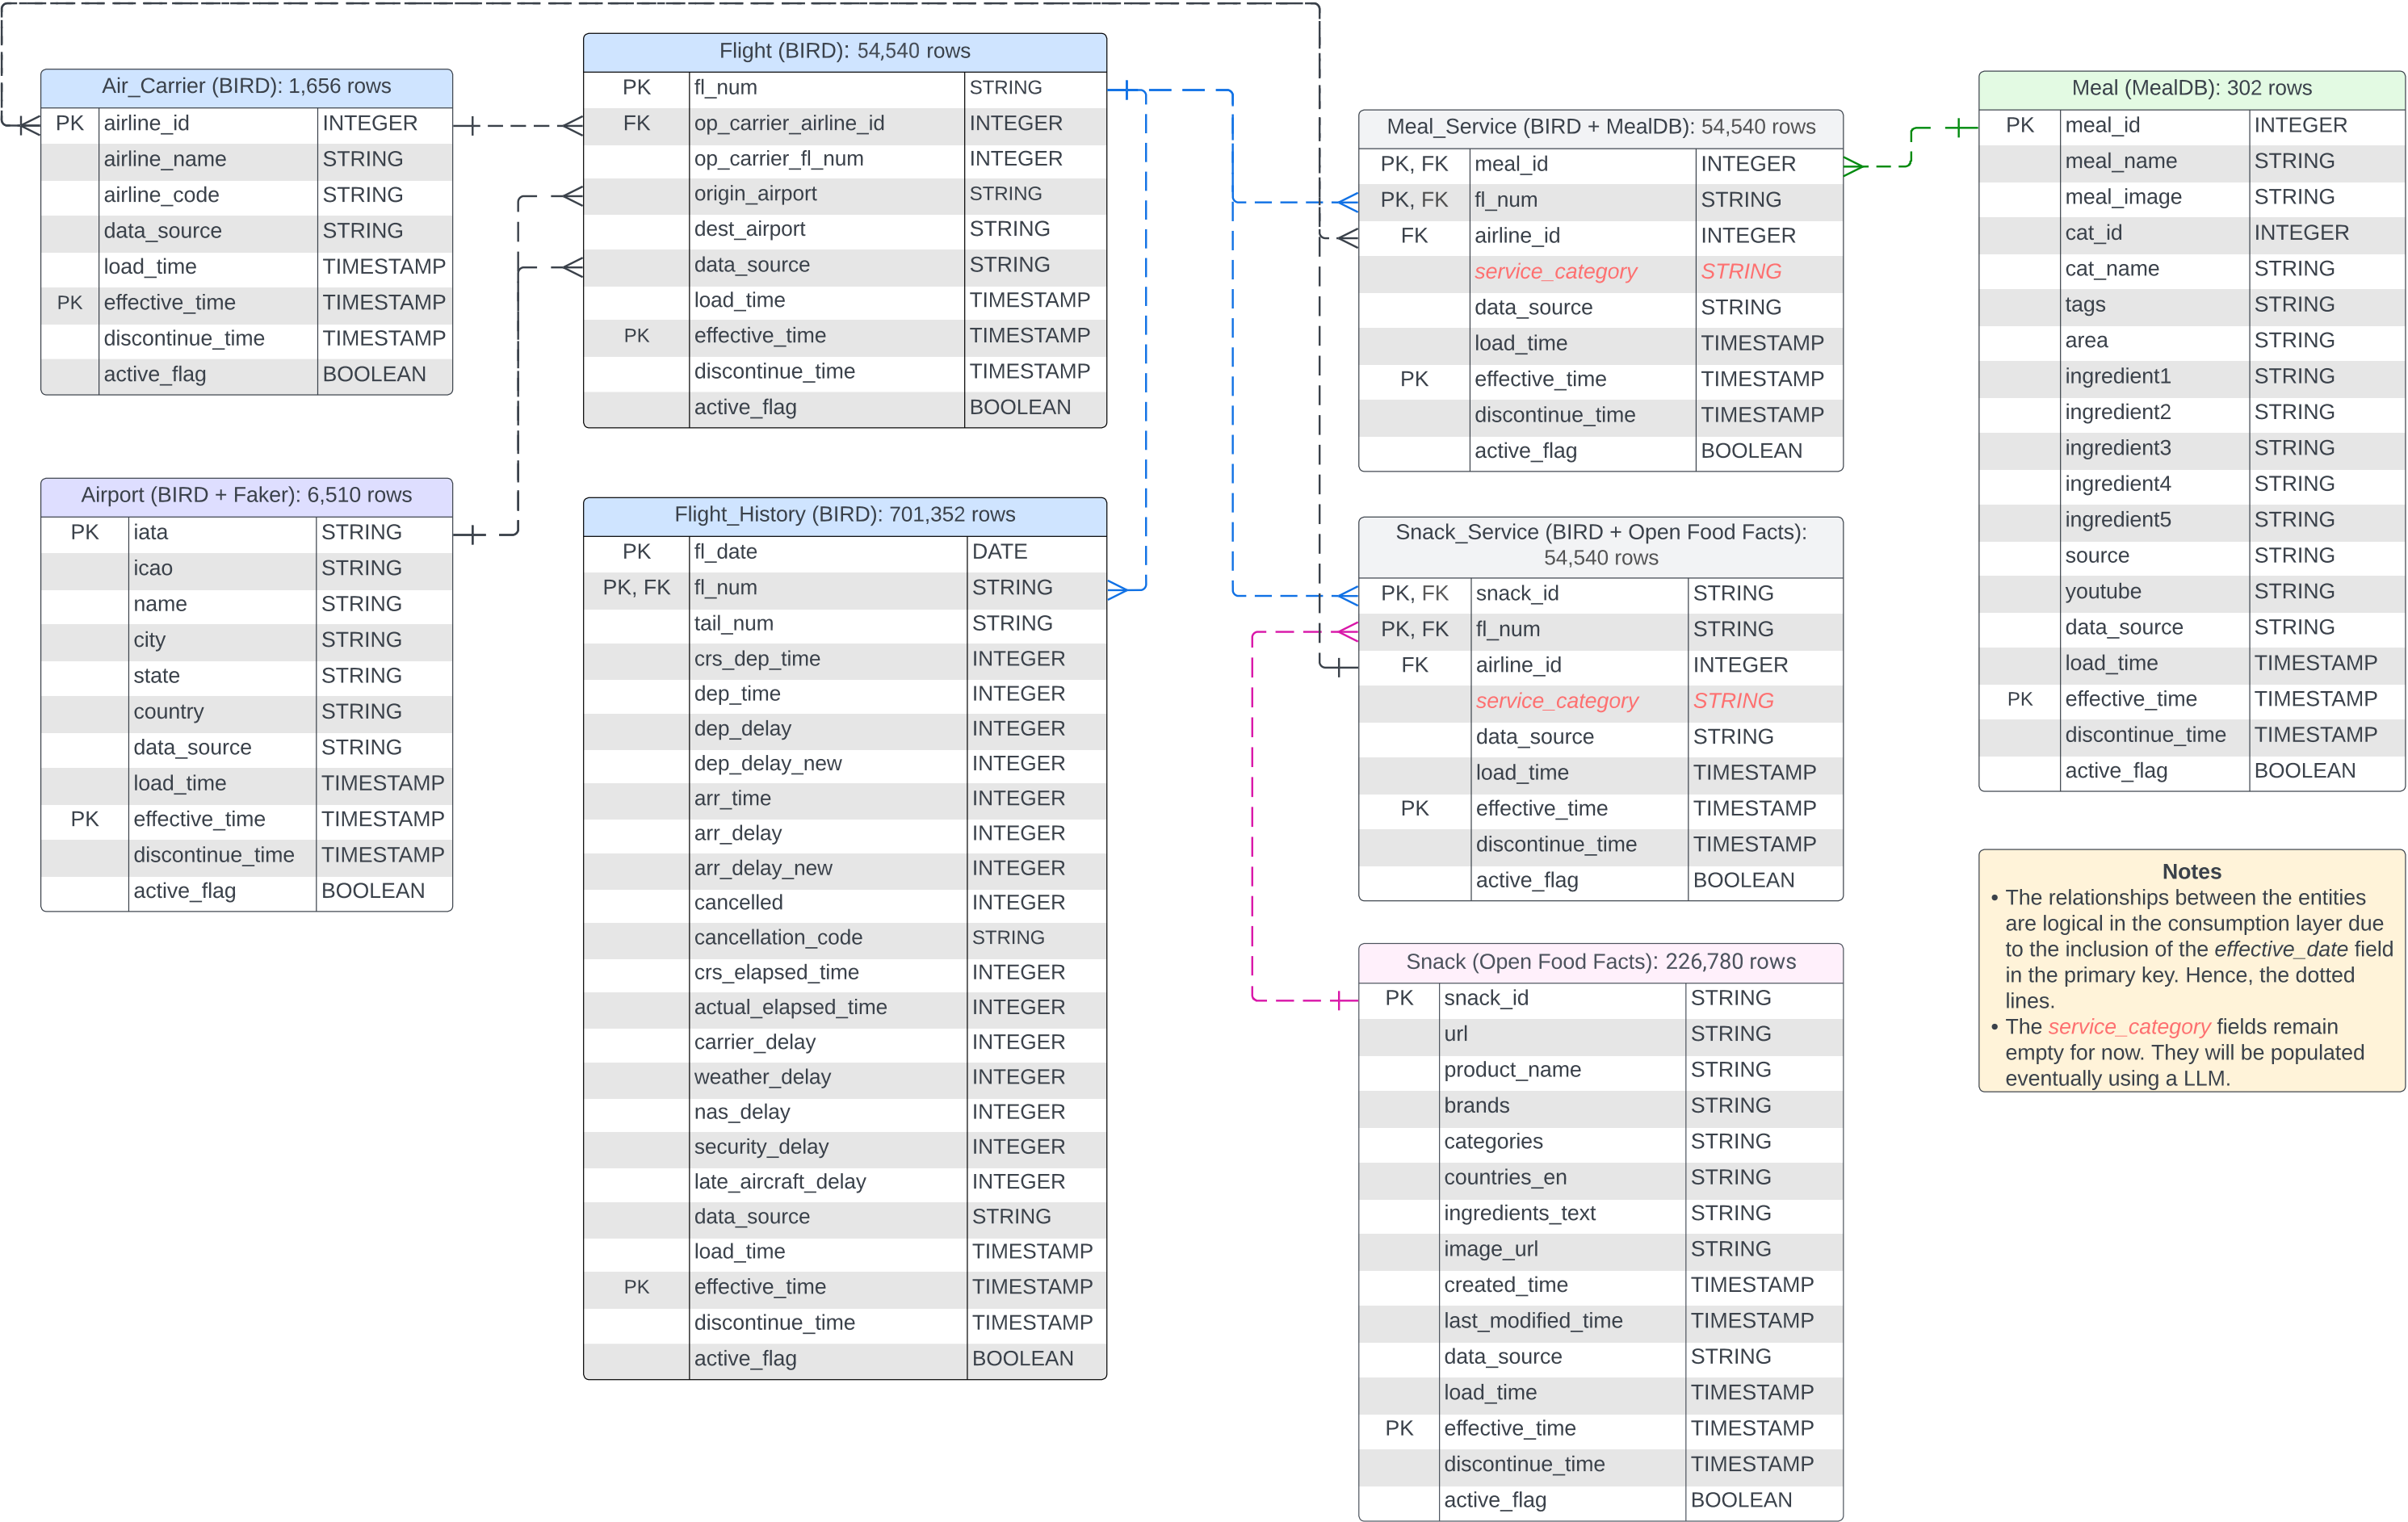 Air_Carrier (BIRD): 1,656 rows
PK airline_id INTEGER
airline_name STRING
airline_code STRING
data_source STRING
load_time TIMESTAMP
PK effective_time TIMESTAMP
discontinue_time TIMESTAMP
active_flag BOOLEAN
Airport (BIRD + Faker): 6,510 rows
PK iata STRING
icao STRING
name STRING
city STRING
state STRING
country STRING
data_source STRING
load_time TIMESTAMP
PK effective_time TIMESTAMP
discontinue_time TIMESTAMP
active_flag BOOLEAN
Flight (BIRD): 54,540 rows
PK fl_num STRING
FK op_carrier_airline_id INTEGER
op_carrier_fl_num INTEGER
origin_airport STRING
dest_airport STRING
data_source STRING
load_time TIMESTAMP
PK effective_time TIMESTAMP
discontinue_time TIMESTAMP
active_flag BOOLEAN
Flight_History (BIRD): 701,352 rows
PK fl_date DATE
PK, FK fl_num STRING
tail_num STRING
crs_dep_time INTEGER
dep_time INTEGER
dep_delay INTEGER
dep_delay_new INTEGER
arr_time INTEGER
arr_delay INTEGER
arr_delay_new INTEGER
cancelled INTEGER
cancellation_code STRING
crs_elapsed_time INTEGER
actual_elapsed_time INTEGER
carrier_delay INTEGER
weather_delay INTEGER
nas_delay INTEGER
security_delay INTEGER
late_aircraft_delay INTEGER
data_source STRING
load_time TIMESTAMP
PK effective_time TIMESTAMP
discontinue_time TIMESTAMP
active_flag BOOLEAN
Meal_Service (BIRD + MealDB): 54,540 rows
PK, FK meal_id INTEGER
PK, FK fl_num STRING
FK airline_id INTEGER
service_category STRING
data_source STRING
load_time TIMESTAMP
PK effective_time TIMESTAMP
discontinue_time TIMESTAMP
active_flag BOOLEAN
Snack_Service (BIRD + Open Food Facts):
54,540 rows
PK, FK snack_id STRING
PK, FK fl_num STRING
FK airline_id INTEGER
service_category STRING
data_source STRING
load_time TIMESTAMP
PK effective_time TIMESTAMP
discontinue_time TIMESTAMP
active_flag BOOLEAN
Snack (Open Food Facts): 226,780 rows
PK snack_id STRING
url STRING
product_name STRING
brands STRING
categories STRING
countries_en STRING
ingredients_text STRING
image_url STRING
created_time TIMESTAMP
last_modified_time TIMESTAMP
data_source STRING
load_time TIMESTAMP
PK effective_time TIMESTAMP
discontinue_time TIMESTAMP
active_flag BOOLEAN
Meal (MealDB): 302 rows
PK meal_id INTEGER
meal_name STRING
meal_image STRING
cat_id INTEGER
cat_name STRING
tags STRING
area STRING
ingredient1 STRING
ingredient2 STRING
ingredient3 STRING
ingredient4 STRING
ingredient5 STRING
source STRING
youtube STRING
data_source STRING
load_time TIMESTAMP
PK effective_time TIMESTAMP
discontinue_time TIMESTAMP
active_flag BOOLEAN
Notes
• The relationships between the entities
are logical in the consumption layer due
to the inclusion of the effective_date field
in the primary key. Hence, the dotted
lines.
• The service_category fields remain
empty for now. They will be populated
eventually using a LLM.